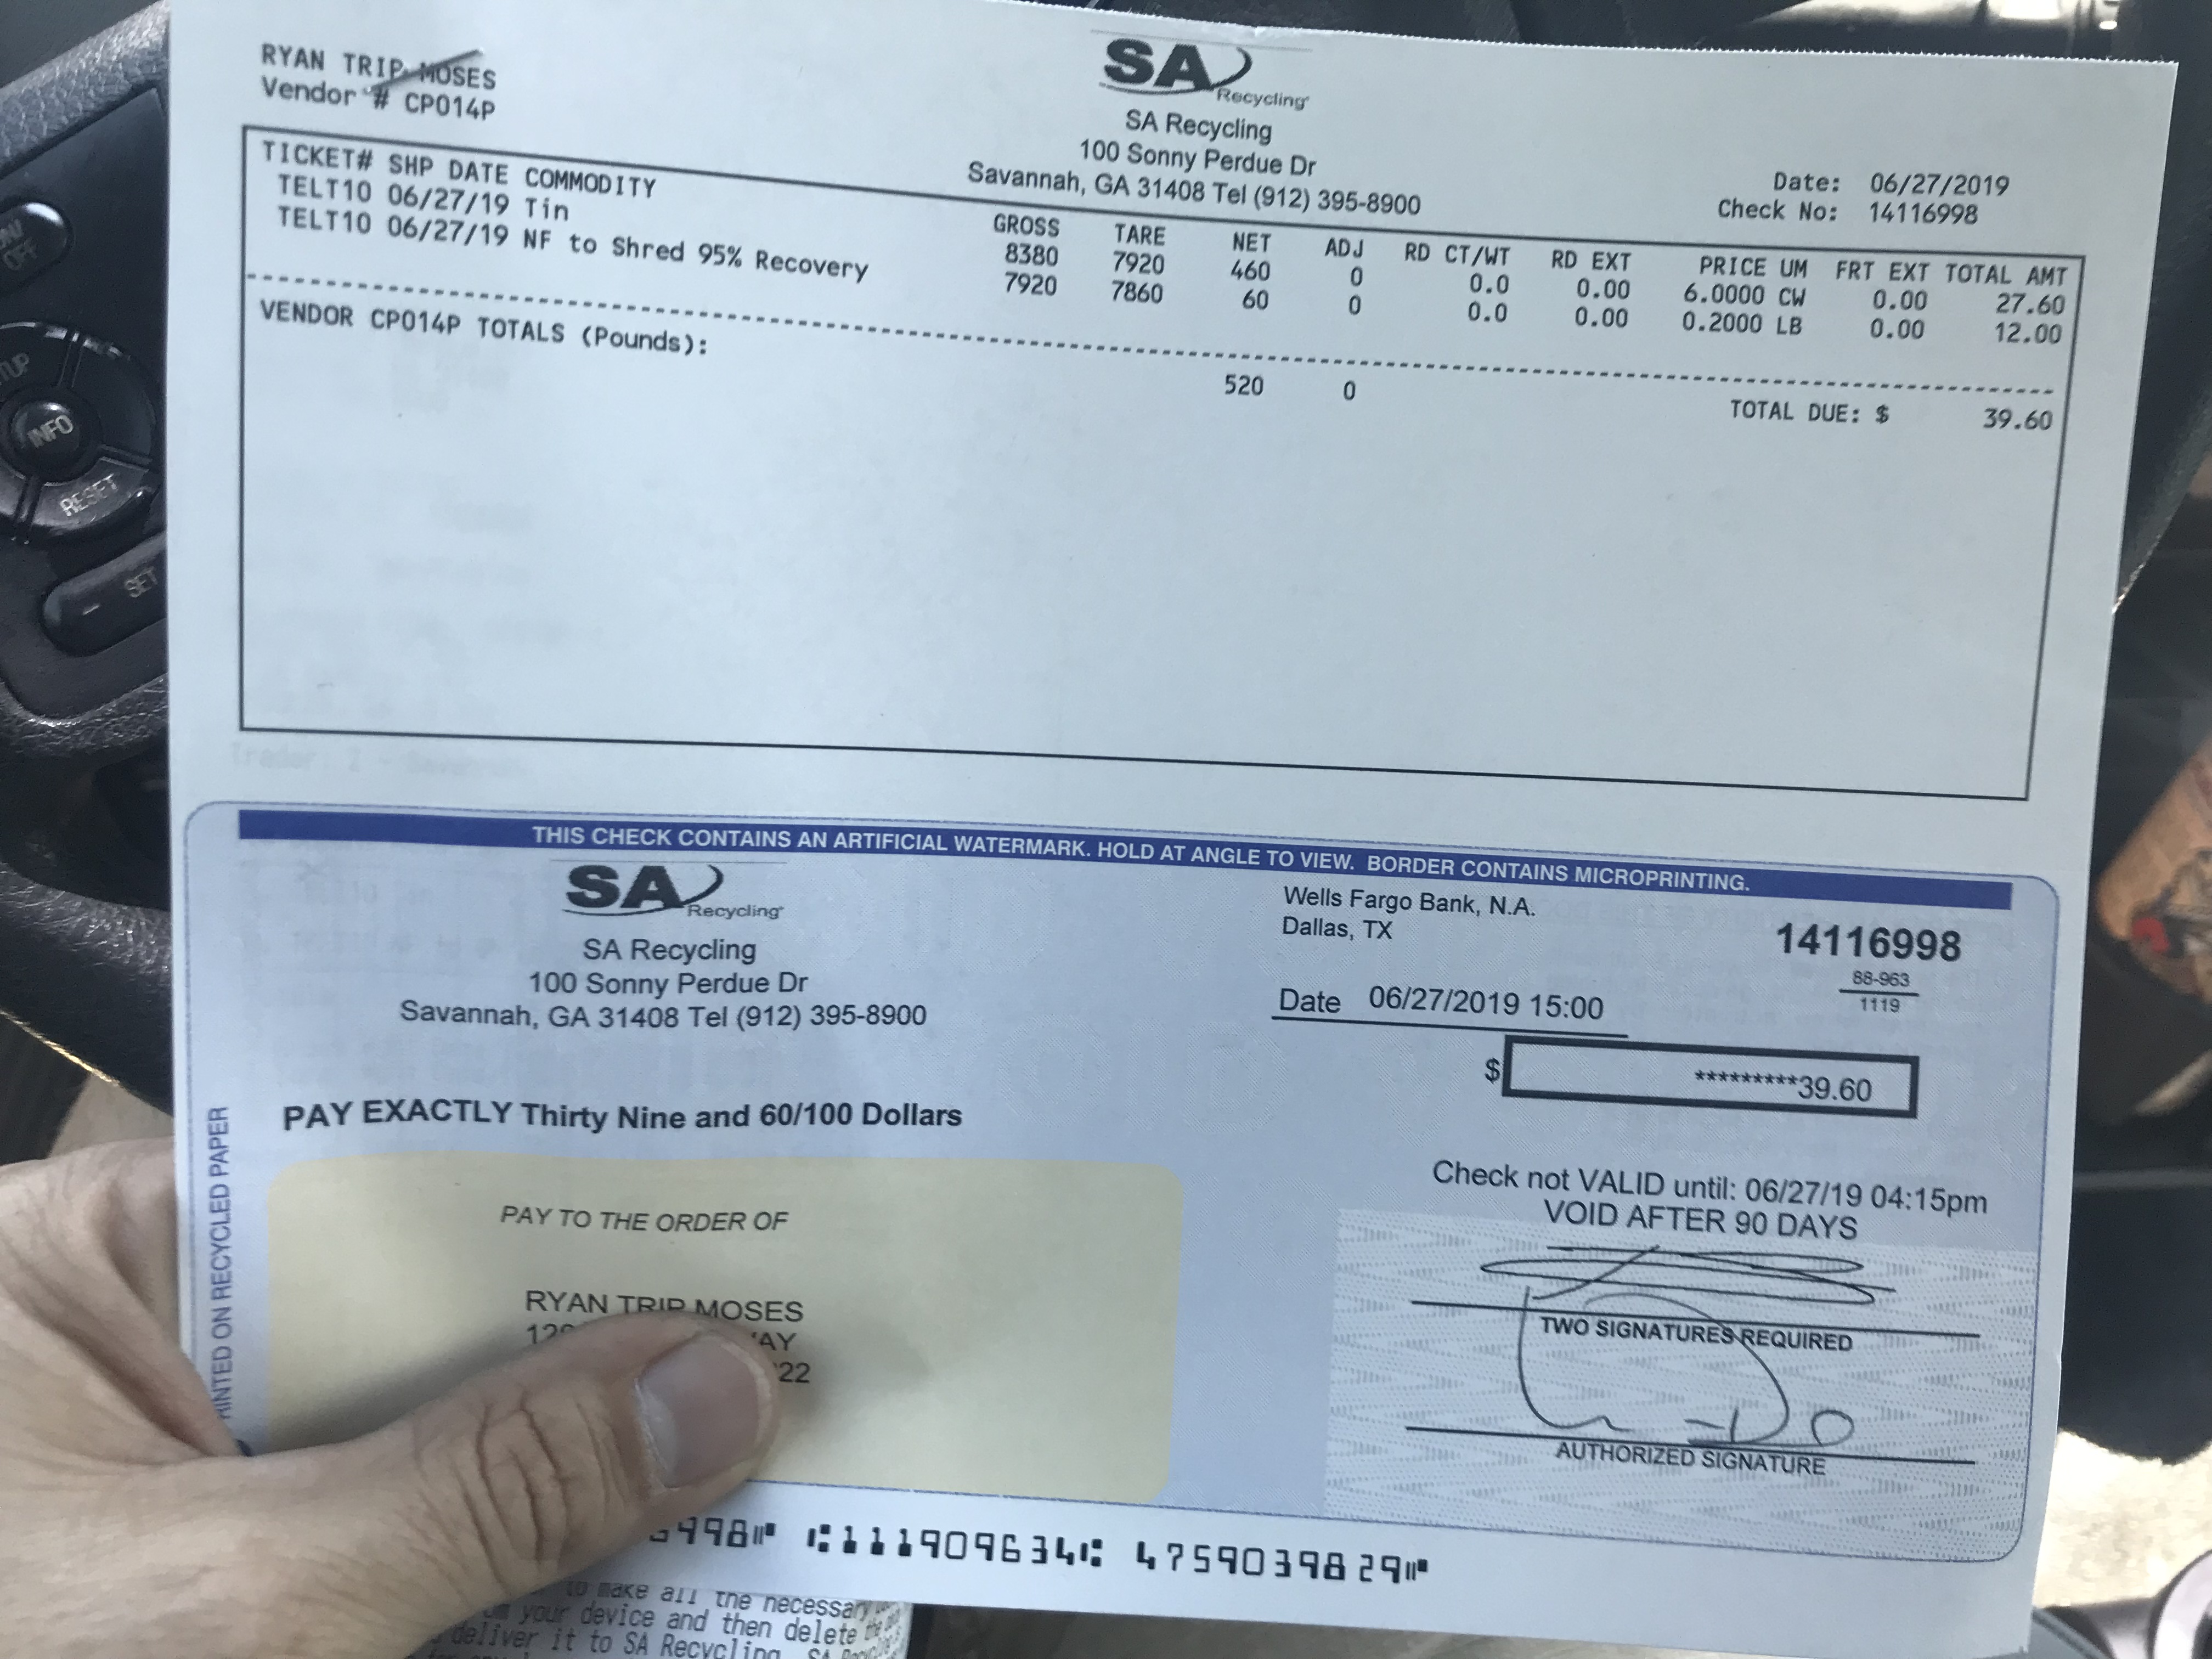 RYAN TRIP MOSES
Vendor # CP014P
SA Recycling
SA Recycling
100 Sonny Perdue Dr
Savannah, GA 31408 Tel (912) 395-8900
Date: 06/27/2019
Check No: 14116998
TICKET# SHP DATE COMMODITY GROSS TARE NET ADJ RD CT/WT RD EXT PRICE UM FRT EXT TOTAL AMT
TELT10 06/27/19 Tin 8380 7920 460 0 0.0 0.00 6.0000 CW 0.00 27.60
TELT10 06/27/19 NF to Shred 95% Recovery 7920 7860 60 0 0.0 0.00 0.2000 LB 0.00 12.00
VENDOR CP014P TOTALS (Pounds): 520 0
TOTAL DUE: $ 39.60
THIS CHECK CONTAINS AN ARTIFICIAL WATERMARK. HOLD AT ANGLE TO VIEW. BORDER CONTAINS MICROPRINTING.
SA Recycling
SA Recycling
100 Sonny Perdue Dr
Savannah, GA 31408 Tel (912) 395-8900
Wells Fargo Bank, N.A.
Dallas, TX
14116998
88-963
1119
Date 06/27/2019 15:00
$ *********39.60
PAY EXACTLY Thirty Nine and 60/100 Dollars
PAY TO THE ORDER OF
RYAN TRIP MOSES
Check not VALID until: 06/27/19 04:15pm
VOID AFTER 90 DAYS
TWO SIGNATURES REQUIRED
AUTHORIZED SIGNATURE
RINTED ON RECYCLED PAPER
998⑈ ⑆111909634⑆ 4759039829⑈
to make all the necessary
your device and then delete the
deliver it to SA Recycling. SA
INFO
RESET
SET
OFF